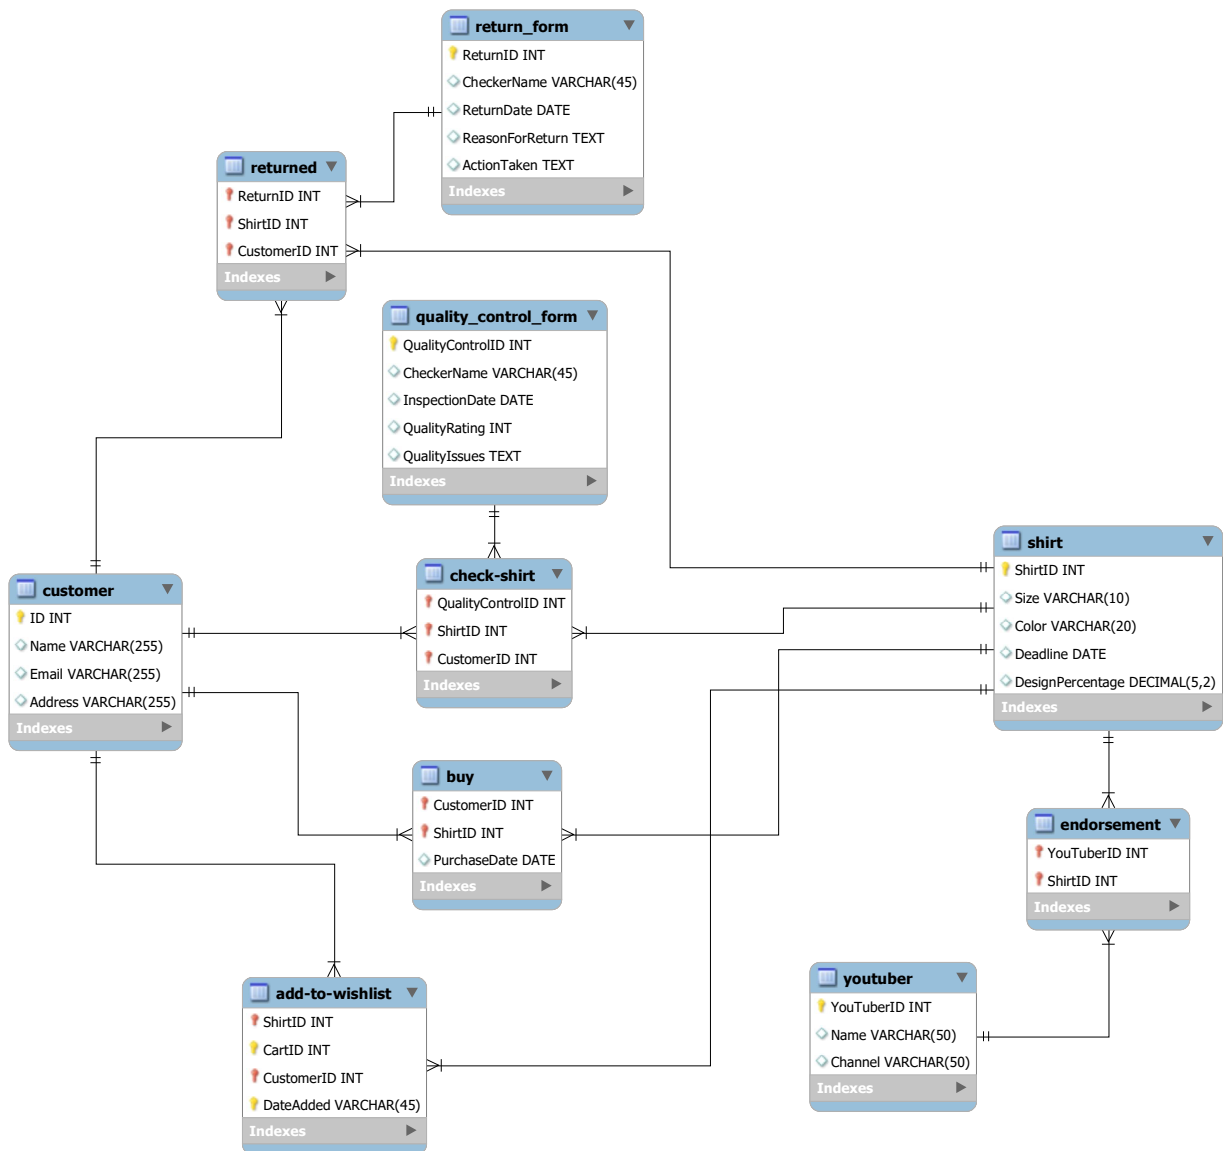 return_form
ReturnID INT
CheckerName VARCHAR(45)
ReturnDate DATE
ReasonForReturn TEXT
ActionTaken TEXT
Indexes
returned
ReturnID INT
ShirtID INT
CustomerID INT
Indexes
quality_control_form
QualityControlID INT
CheckerName VARCHAR(45)
InspectionDate DATE
QualityRating INT
QualityIssues TEXT
Indexes
shirt
ShirtID INT
Size VARCHAR(10)
Color VARCHAR(20)
Deadline DATE
DesignPercentage DECIMAL(5,2)
Indexes
check-shirt
QualityControlID INT
ShirtID INT
CustomerID INT
Indexes
customer
ID INT
Name VARCHAR(255)
Email VARCHAR(255)
Address VARCHAR(255)
Indexes
buy
CustomerID INT
ShirtID INT
PurchaseDate DATE
Indexes
endorsement
YouTuberID INT
ShirtID INT
Indexes
add-to-wishlist
ShirtID INT
CartID INT
CustomerID INT
DateAdded VARCHAR(45)
Indexes
youtuber
YouTuberID INT
Name VARCHAR(50)
Channel VARCHAR(50)
Indexes